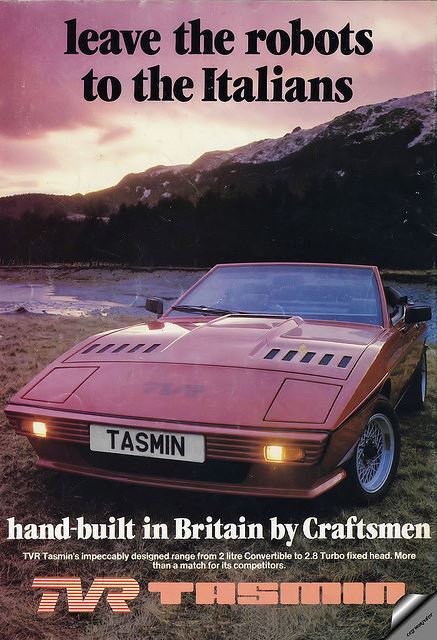 leave the robots
to the Italians
TVR
TASMIN
hand-built in Britain by Craftsmen
TVR Tasmin's impeccably designed range from 2 litre Convertible to 2.8 Turbo fixed head. More
than a match for its competitors.
TVR TASMIN